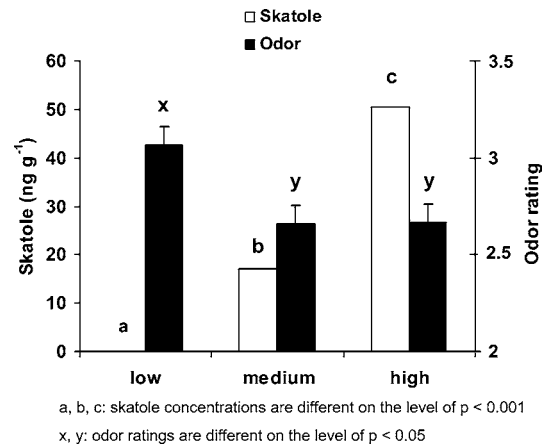 Skatole
Odor
60
50
40
30
20
10
0
Skatole (ng g-1)
3.5
3
2.5
2
Odor rating
a
x
b
y
c
y
low medium high
a, b, c: skatole concentrations are different on the level of p < 0.001
x, y: odor ratings are different on the level of p < 0.05